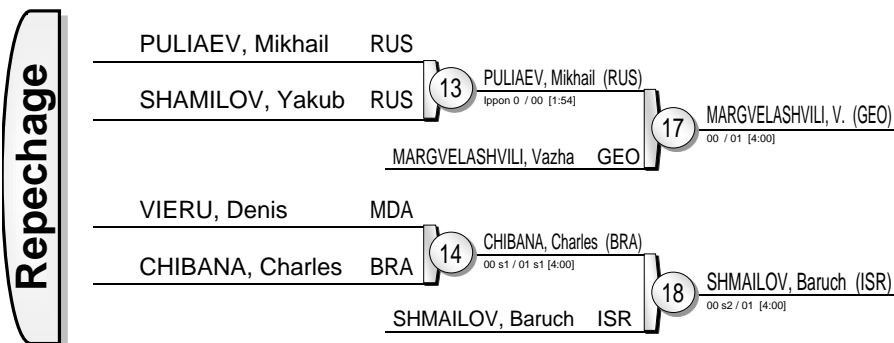 Repechage
PULIAEV, Mikhail RUS
SHAMILOV, Yakub RUS
13
PULIAEV, Mikhail (RUS)
Ippon 0 / 00 [1:54]
MARGVELASHVILI, Vazha GEO
17
MARGVELASHVILI, V. (GEO)
00 / 01 [4:00]
VIERU, Denis MDA
CHIBANA, Charles BRA
14
CHIBANA, Charles (BRA)
00 s1 / 01 s1 [4:00]
SHMAILOV, Baruch ISR
18
SHMAILOV, Baruch (ISR)
00 s2 / 01 [4:00]